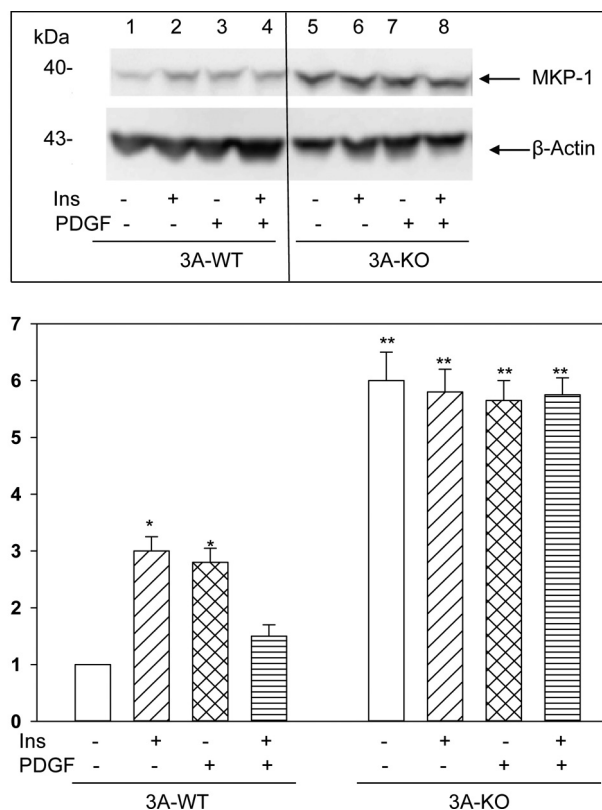 kDa
1 2 3 4 5 6 7 8
40-
MKP-1
43-
β-Actin
Ins - + - + - + - +
PDGF - - + + - - + +
3A-WT 3A-KO
7
**
** ** **
6
5
4
*
*
3
2
1
0
Ins - + - + - + - +
PDGF - - + + - - + +
3A-WT 3A-KO